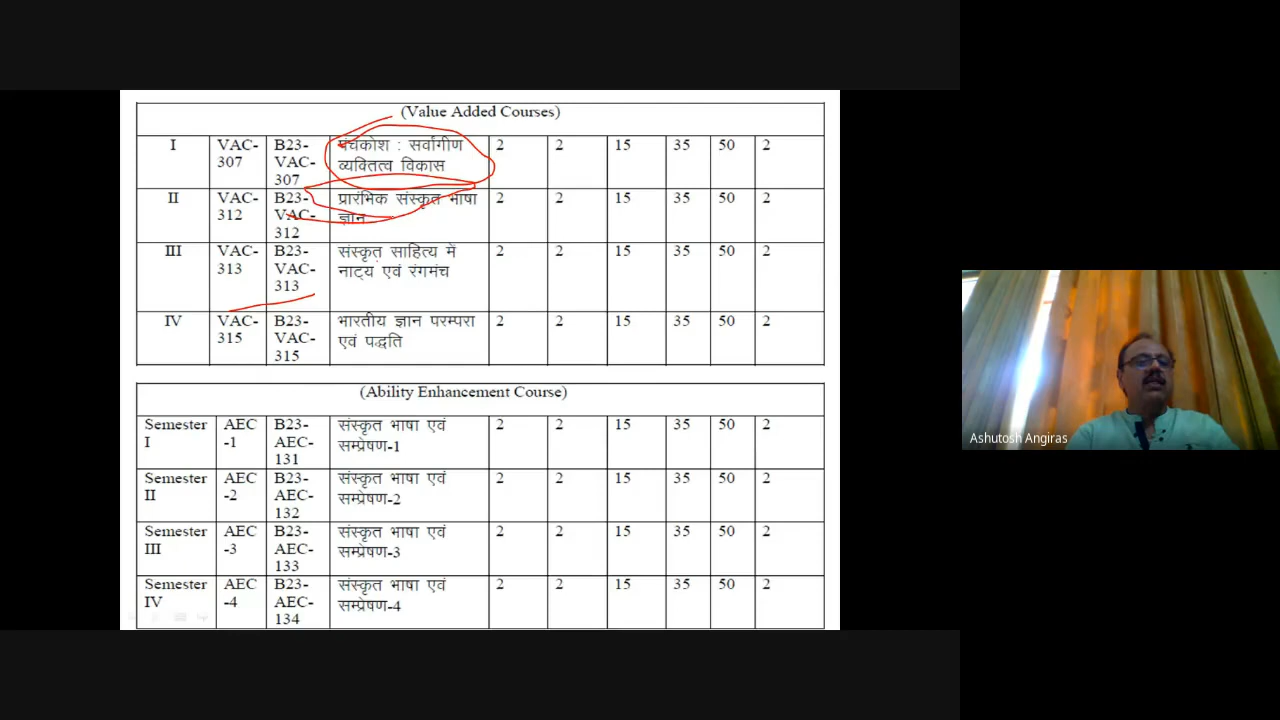 (Value Added Courses)
I VAC- B23- पंचकोश : सर्वांगीण 2 2 15 35 50 2
307 VAC- व्यक्तित्व विकास
307
II VAC- B23- प्रारंभिक संस्कृत भाषा 2 2 15 35 50 2
312 VAC- ज्ञान
312
III VAC- B23- संस्कृत साहित्य में 2 2 15 35 50 2
313 VAC- नाट्य एवं रंगमंच
313
IV VAC- B23- भारतीय ज्ञान परम्परा 2 2 15 35 50 2
315 VAC- एवं पद्धति
315
(Ability Enhancement Course)
Semester AEC B23- संस्कृत भाषा एवं 2 2 15 35 50 2
I -1 AEC- सम्प्रेषण-1
131
Semester AEC B23- संस्कृत भाषा एवं 2 2 15 35 50 2
II -2 AEC- सम्प्रेषण-2
132
Semester AEC B23- संस्कृत भाषा एवं 2 2 15 35 50 2
III -3 AEC- सम्प्रेषण-3
133
Semester AEC B23- संस्कृत भाषा एवं 2 2 15 35 50 2
IV -4 AEC- सम्प्रेषण-4
134
Ashutosh Angiras